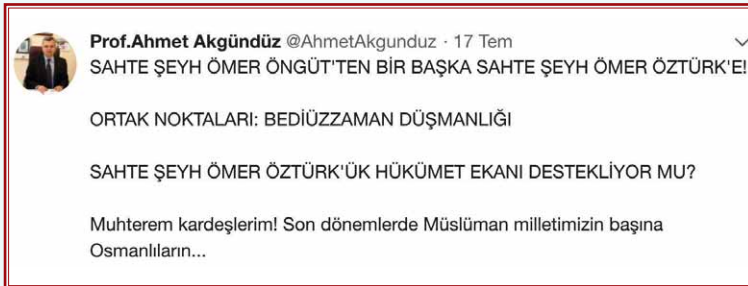 Prof.Ahmet Akgündüz @AhmetAkgunduz · 17 Tem
SAHTE ŞEYH ÖMER ÖNGÜT'TEN BİR BAŞKA SAHTE ŞEYH ÖMER ÖZTÜRK'E!
ORTAK NOKTALARI: BEDİÜZZAMAN DÜŞMANLIĞI
SAHTE ŞEYH ÖMER ÖZTÜRK'ÜK HÜKÜMET EKANI DESTEKLİYOR MU?
Muhterem kardeşlerim! Son dönemlerde Müslüman milletimizin başına
Osmanlıların...